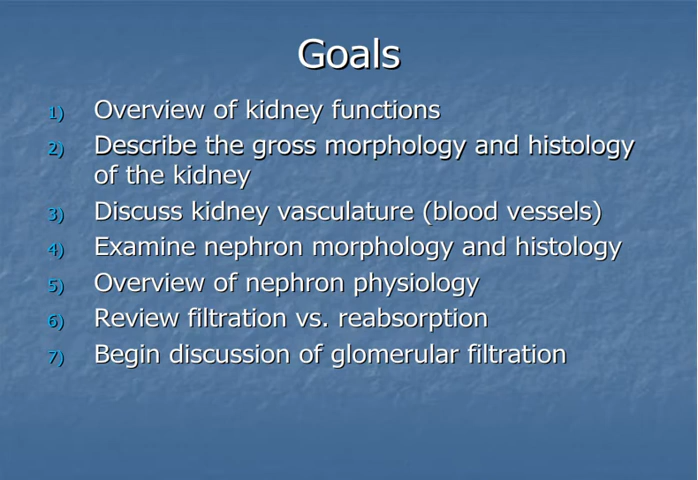 Goals
1) Overview of kidney functions
2) Describe the gross morphology and histology
of the kidney
3) Discuss kidney vasculature (blood vessels)
4) Examine nephron morphology and histology
5) Overview of nephron physiology
6) Review filtration vs. reabsorption
7) Begin discussion of glomerular filtration